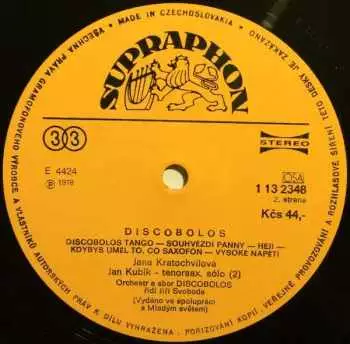 MADE IN CZECHOSLOVAKIA
VŠECHNA PRÁVA GRAMOFONOVÉHO VÝROBCE A VLASTNÍKŮ AUTORSKÝCH PRÁV K DÍLU VYHRAŽENA. POŘIZOVÁNÍ KOPIÍ, VEŘEJNÉ PROVOZOVÁNÍ A ROZHLASOVÉ ŠÍŘENÍ TÉTO DESKY JE ZAKÁZÁNO
SUPRAPHON
33
STEREO
E 4424
Ⓟ 1978
OSA
1 13 2348
2. strana
Kčs 44,-
DISCOBOLOS
DISCOBOLOS TANGO — SOUHVĚZDÍ PANNY — HEJ! —
KDYBYS UMĚL TO, CO SAXOFON — VYSOKÉ NAPĚTÍ
Jana Kratochvílová
Jan Kubík - tenorsax. sólo (2)
Orchestr a sbor DISCOBOLOS
řídí Jiří Svoboda
(Vydáno ve spolupráci
s Mladým světem)